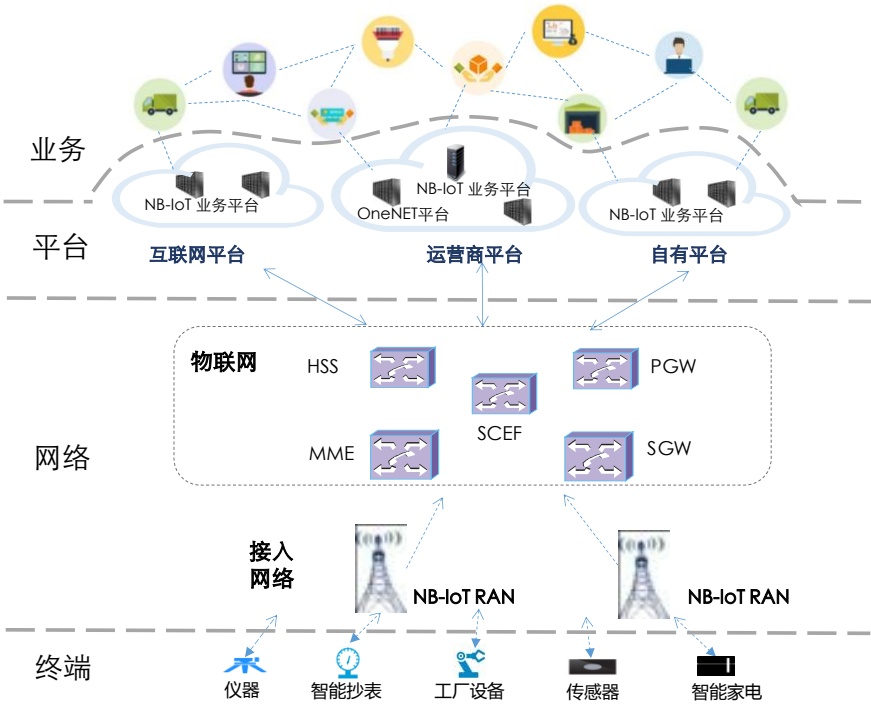 业务
NB-IoT 业务平台
NB-IoT 业务平台
OneNET平台
NB-IoT 业务平台
平台
互联网平台
运营商平台
自有平台
物联网
HSS
PGW
SCEF
MME
SGW
网络
接入
网络
NB-IoT RAN
NB-IoT RAN
终端
仪器
智能抄表
工厂设备
传感器
智能家电